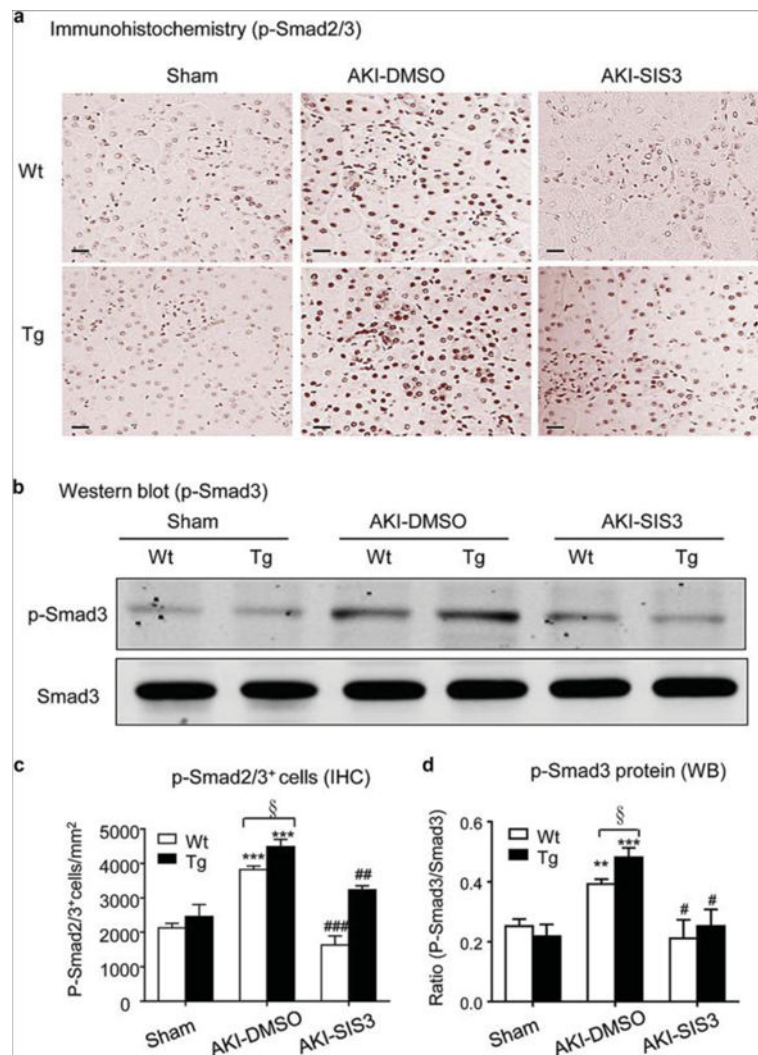 a
Immunohistochemistry (p-Smad2/3)
Sham AKI-DMSO AKI-SIS3
Wt
Tg
b
Western blot (p-Smad3)
Sham AKI-DMSO AKI-SIS3
Wt Tg Wt Tg Wt Tg
p-Smad3
Smad3
c
p-Smad2/3⁺ cells (IHC)
P-Smad2/3⁺cells/mm²
5000
4000
3000
2000
1000
0
Wt
Tg
§
***
***
###
##
Sham AKI-DMSO AKI-SIS3
d
p-Smad3 protein (WB)
Ratio (P-Smad3/Smad3)
0.6
0.4
0.2
0.0
Wt
Tg
§
**
***
#
#
Sham AKI-DMSO AKI-SIS3